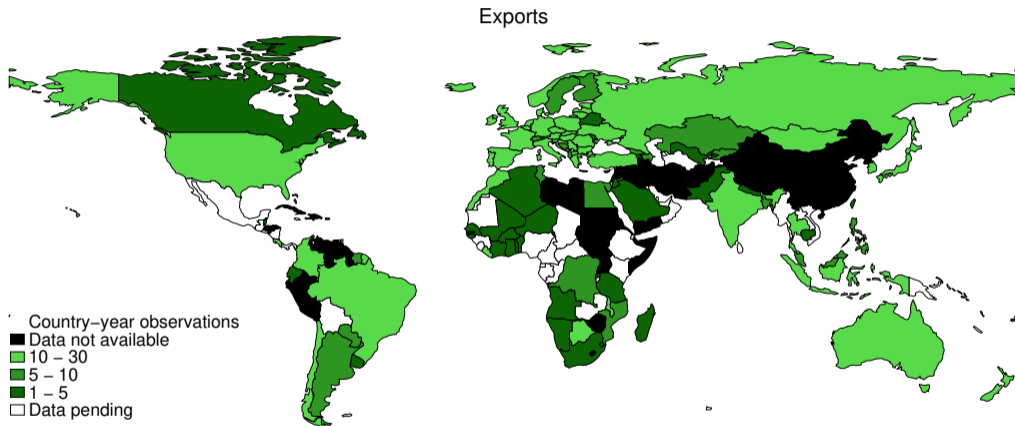 Exports
Country−year observations
Data not available
10 − 30
5 − 10
1 − 5
Data pending